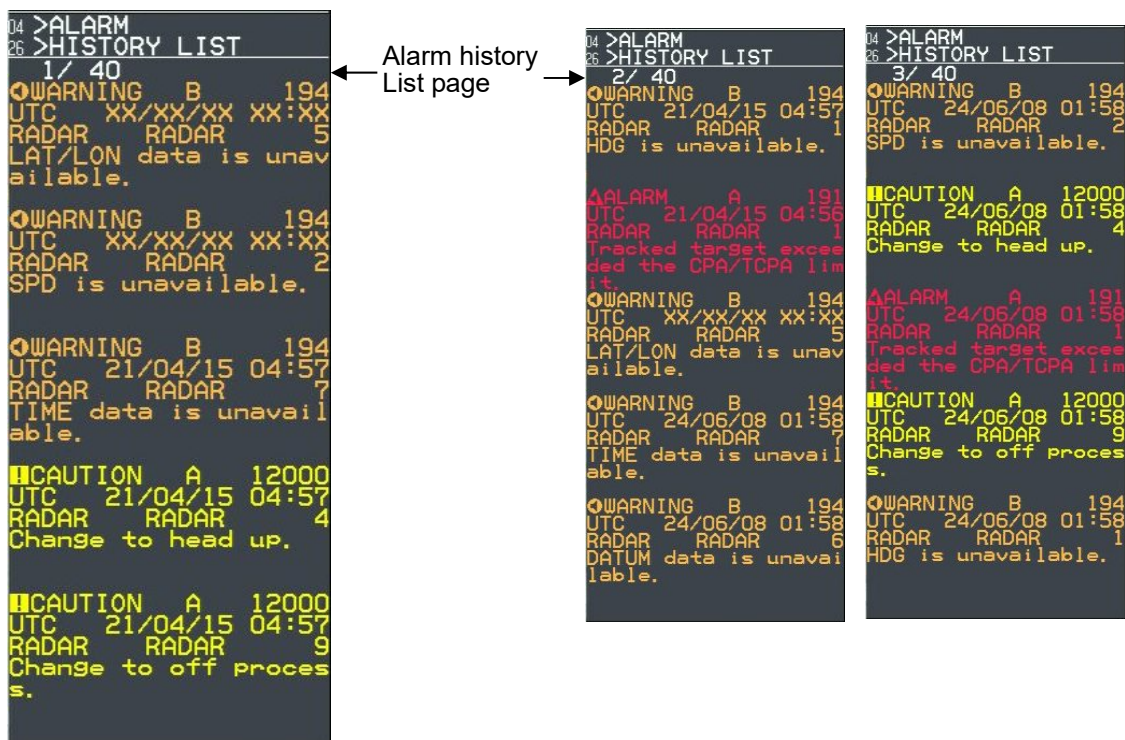 04 >ALARM
26 >HISTORY LIST
1/ 40
WARNING B 194
UTC XX/XX/XX XX:XX
RADAR RADAR 5
LAT/LON data is unav
ailable.
WARNING B 194
UTC XX/XX/XX XX:XX
RADAR RADAR 2
SPD is unavailable.
WARNING B 194
UTC 21/04/15 04:57
RADAR RADAR 7
TIME data is unavail
able.
CAUTION A 12000
UTC 21/04/15 04:57
RADAR RADAR 4
Change to head up.
CAUTION A 12000
UTC 21/04/15 04:57
RADAR RADAR 9
Change to off proces
s.
Alarm history
List page
04 >ALARM
26 >HISTORY LIST
2/ 40
WARNING B 194
UTC 21/04/15 04:57
RADAR RADAR 1
HDG is unavailable.
ALARM A 191
UTC 21/04/15 04:56
RADAR RADAR 1
Tracked target excee
ded the CPA/TCPA lim
it.
WARNING B 194
UTC XX/XX/XX XX:XX
RADAR RADAR 5
LAT/LON data is unav
ailable.
WARNING B 194
UTC 24/06/08 01:58
RADAR RADAR 7
TIME data is unavail
able.
WARNING B 194
UTC 24/06/08 01:58
RADAR RADAR 6
DATUM data is unavai
lable.
04 >ALARM
26 >HISTORY LIST
3/ 40
WARNING B 194
UTC 24/06/08 01:58
RADAR RADAR 2
SPD is unavailable.
!CAUTION A 12000
UTC 24/06/08 01:58
RADAR RADAR 4
Change to head up.
ALARM A 191
UTC 24/06/08 01:58
RADAR RADAR 1
Tracked target excee
ded the CPA/TCPA lim
it.
!CAUTION A 12000
UTC 24/06/08 01:58
RADAR RADAR 9
Change to off proces
s.
WARNING B 194
UTC 24/06/08 01:58
RADAR RADAR 1
HDG is unavailable.